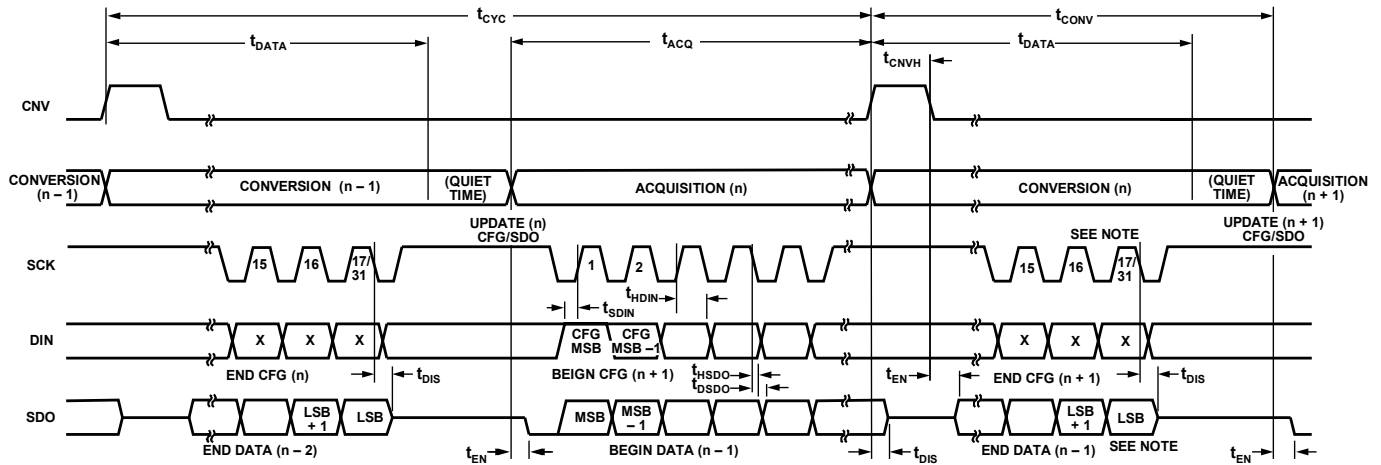 tCYC
tCONV
tDATA
tACQ
tDATA
tCNVH
CNV
CONVERSION (n – 1)
CONVERSION (n – 1)
(QUIET TIME)
ACQUISITION (n)
CONVERSION (n)
(QUIET TIME)
ACQUISITION (n + 1)
UPDATE (n) CFG/SDO
SEE NOTE
UPDATE (n + 1) CFG/SDO
SCK
15
16
17/31
1
2
15
16
17/31
tHDIN
tSDIN
DIN
X
X
X
CFG MSB
CFG MSB –1
X
X
X
END CFG (n)
tDIS
BEIGN CFG (n + 1)
tHSDO
tDSDO
tEN
END CFG (n + 1)
tDIS
SDO
LSB + 1
LSB
MSB
MSB – 1
LSB + 1
LSB
END DATA (n – 2)
tEN
BEGIN DATA (n – 1)
tDIS
END DATA (n – 1)
SEE NOTE
tEN